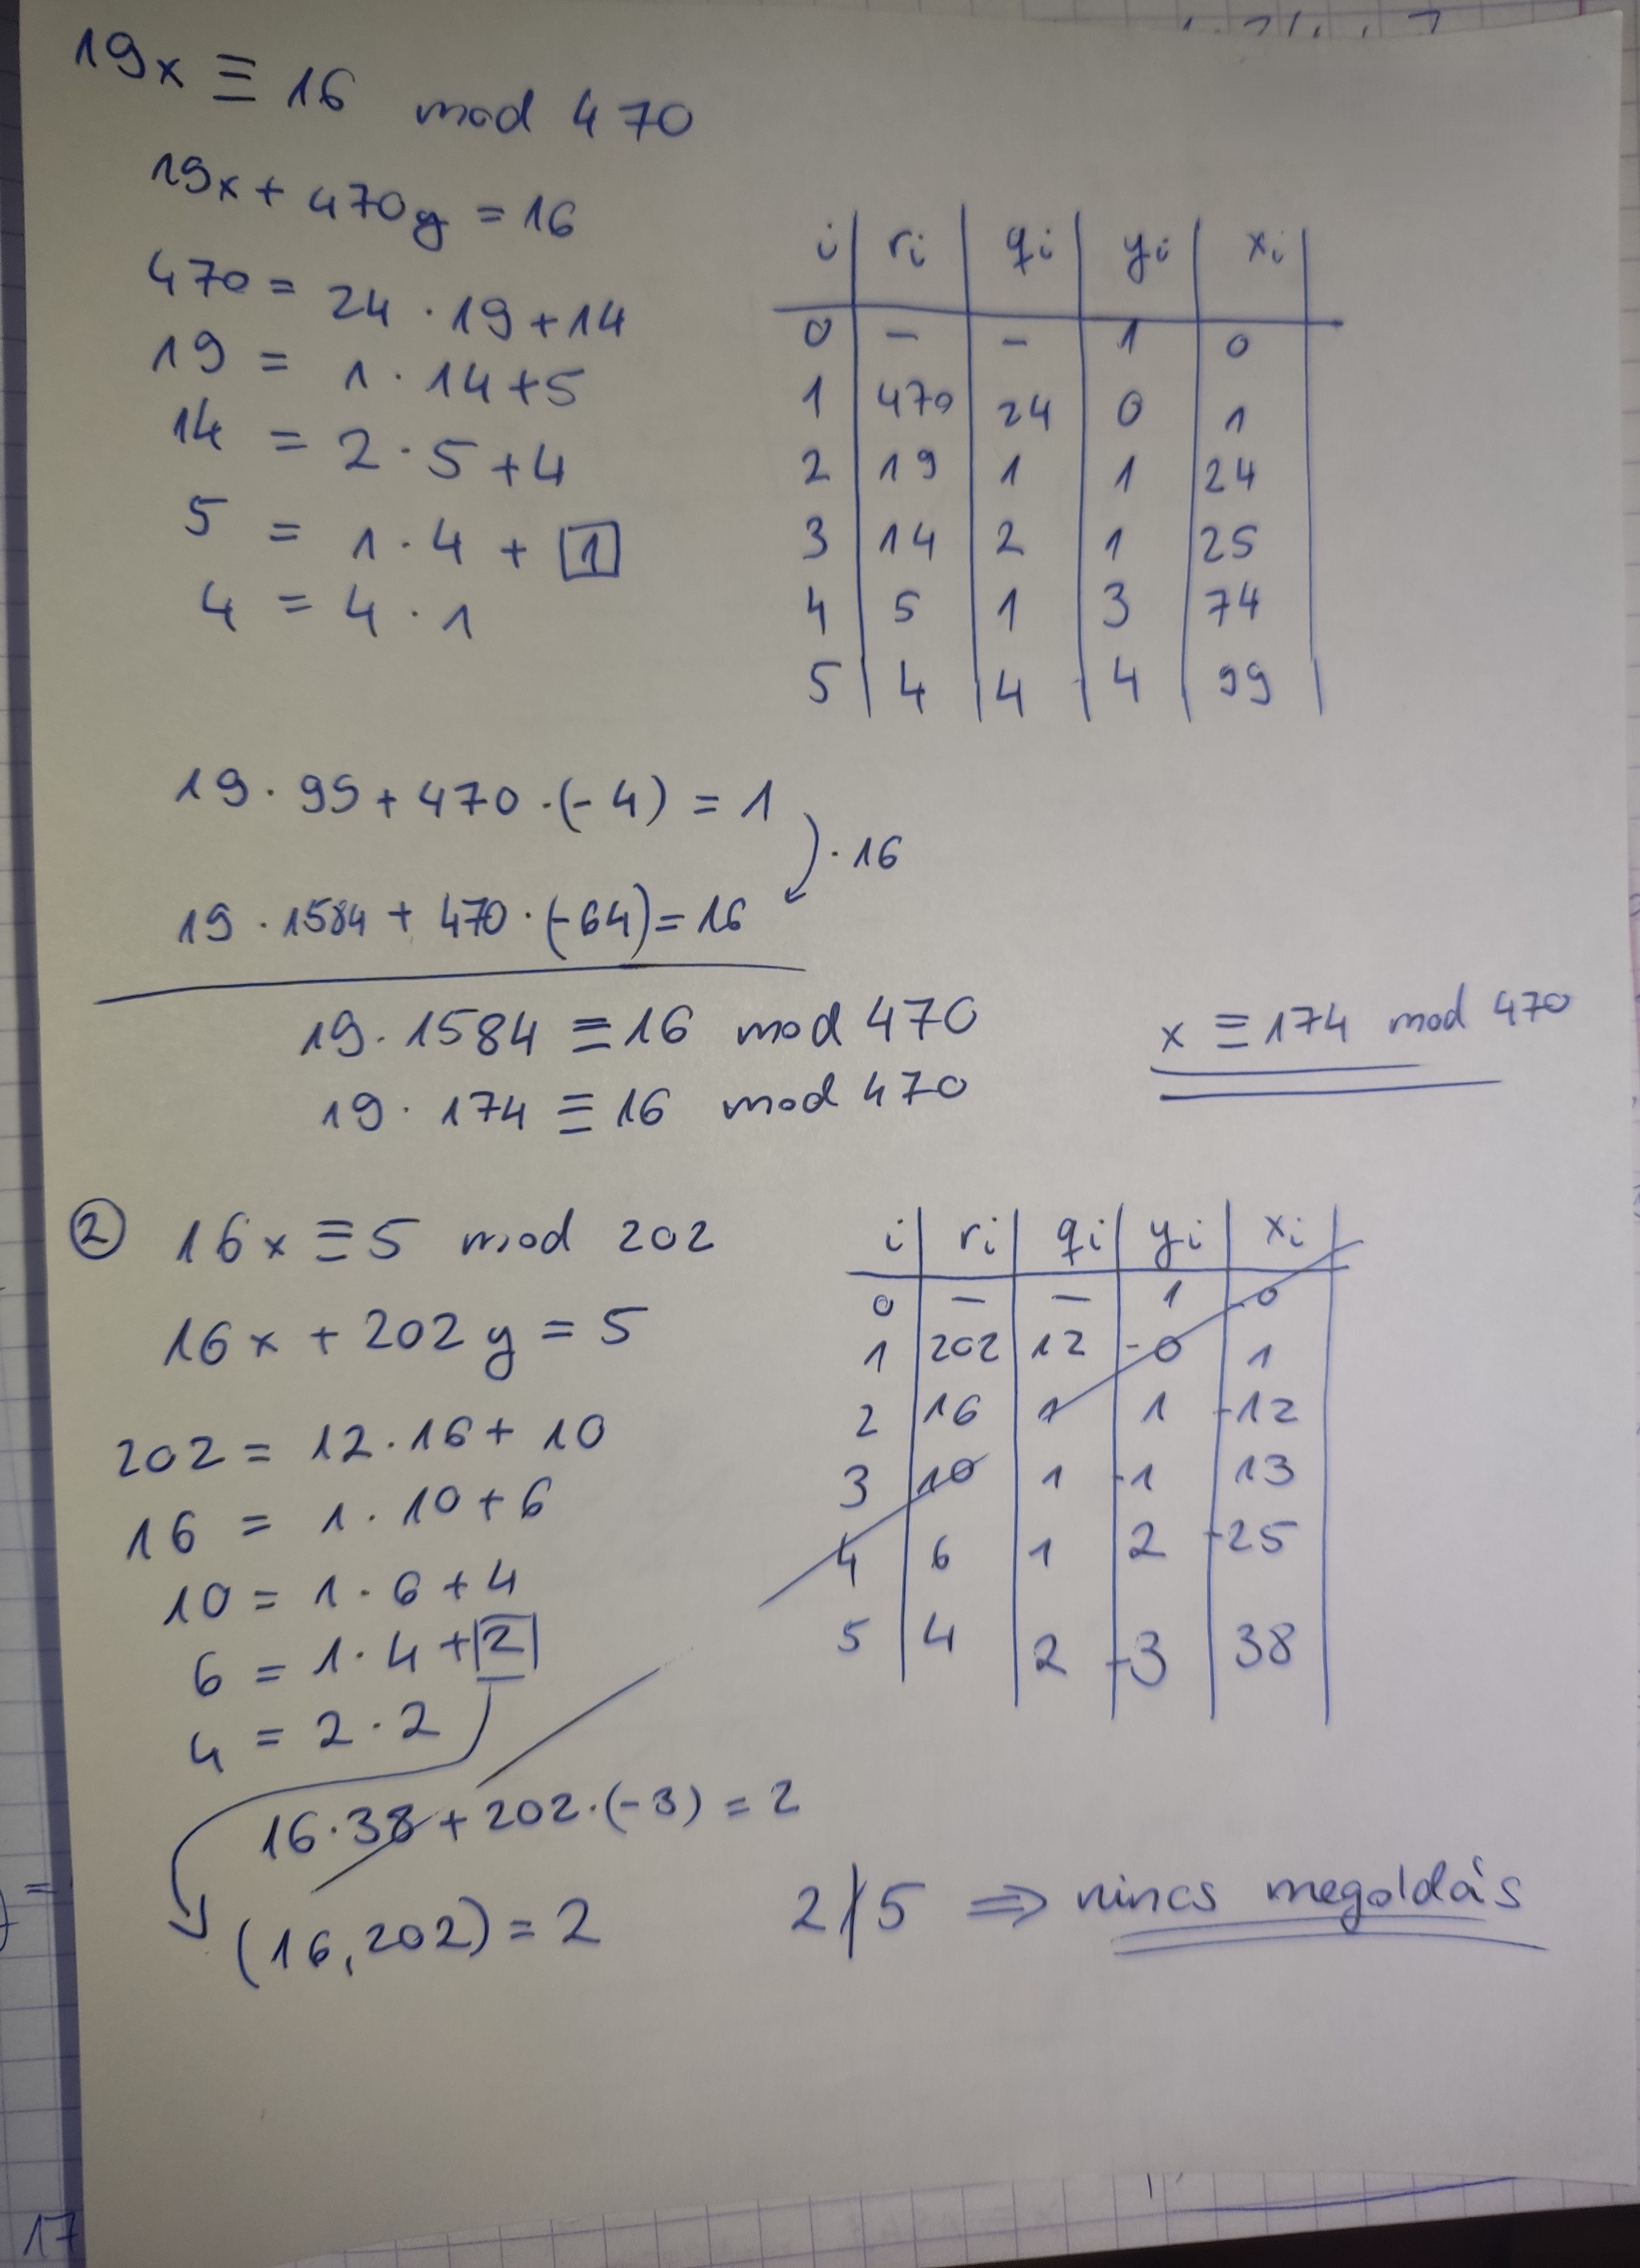 19x ≡ 16 mod 470
19x + 470y = 16
470 = 24 · 19 + 14
19 = 1 · 14 + 5
14 = 2 · 5 + 4
5 = 1 · 4 + 1
4 = 4 · 1
i ri qi yi xi
0 – – 1 0
1 470 24 0 1
2 19 1 1 24
3 14 2 1 25
4 5 1 3 74
5 4 4 4 99
19 · 99 + 470 · (-4) = 1
· 16
19 · 1584 + 470 · (-64) = 16
19 · 1584 ≡ 16 mod 470
19 · 174 ≡ 16 mod 470
x ≡ 174 mod 470
② 16x ≡ 5 mod 202
16x + 202y = 5
202 = 12 · 16 + 10
16 = 1 · 10 + 6
10 = 1 · 6 + 4
6 = 1 · 4 + 2
4 = 2 · 2
i ri qi yi xi
0 – – 1 0
1 202 12 0 1
2 16 1 1 -12
3 10 1 -1 13
4 6 1 2 -25
5 4 2 -3 38
16 · 38 + 202 · (-3) = 2
(16, 202) = 2
2 ∤ 5 ⇒ nincs megoldás
17